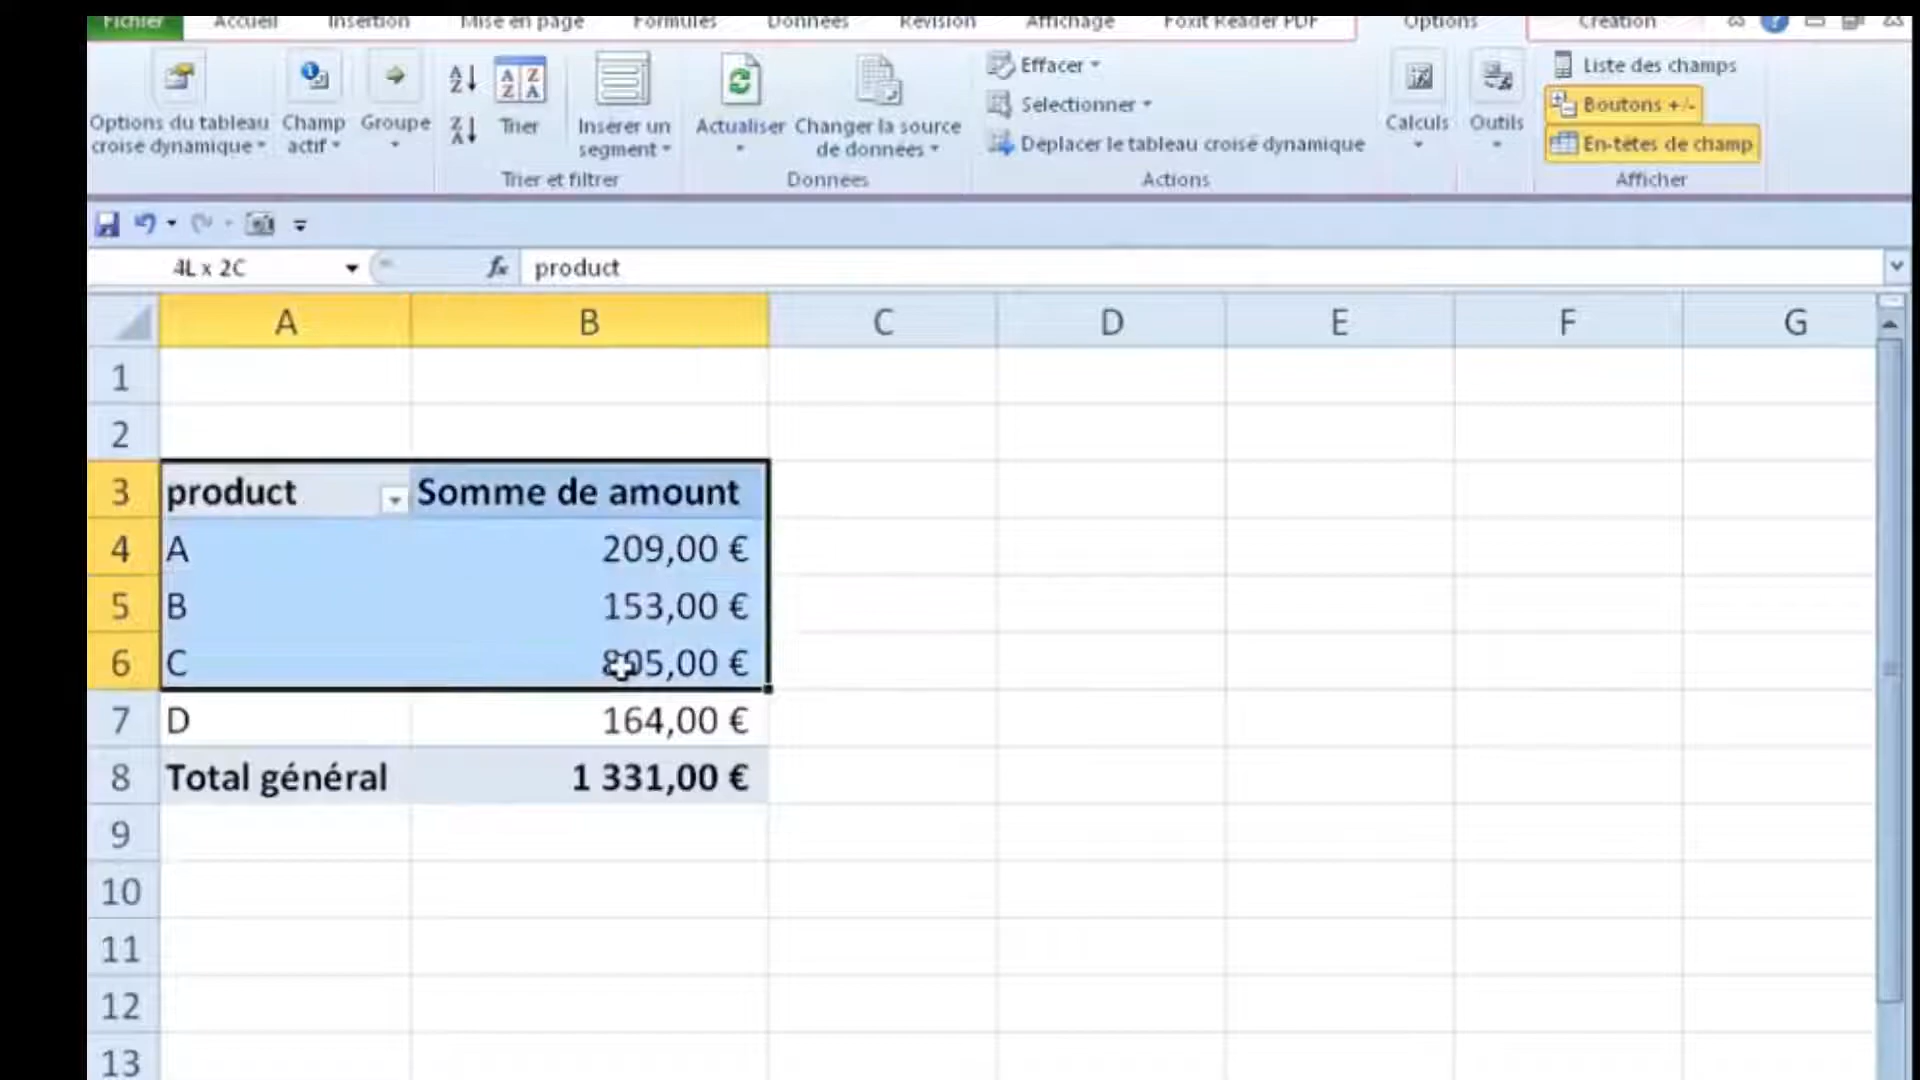 Fichier Accueil Insertion Mise en page Formules Données Révision Affichage Foxit Reader PDF Options Création
Options du tableau croisé dynamique
Champ actif
Groupe
Trier
Insérer un segment
Trier et filtrer
Actualiser
Changer la source de données
Données
Effacer
Sélectionner
Déplacer le tableau croisé dynamique
Actions
Calculs
Outils
Liste des champs
Boutons +/-
En-têtes de champ
Afficher
4L x 2C fx product
A B C D E F G
1
2
3 product Somme de amount
4 A 209,00 €
5 B 153,00 €
6 C 805,00 €
7 D 164,00 €
8 Total général 1 331,00 €
9
10
11
12
13